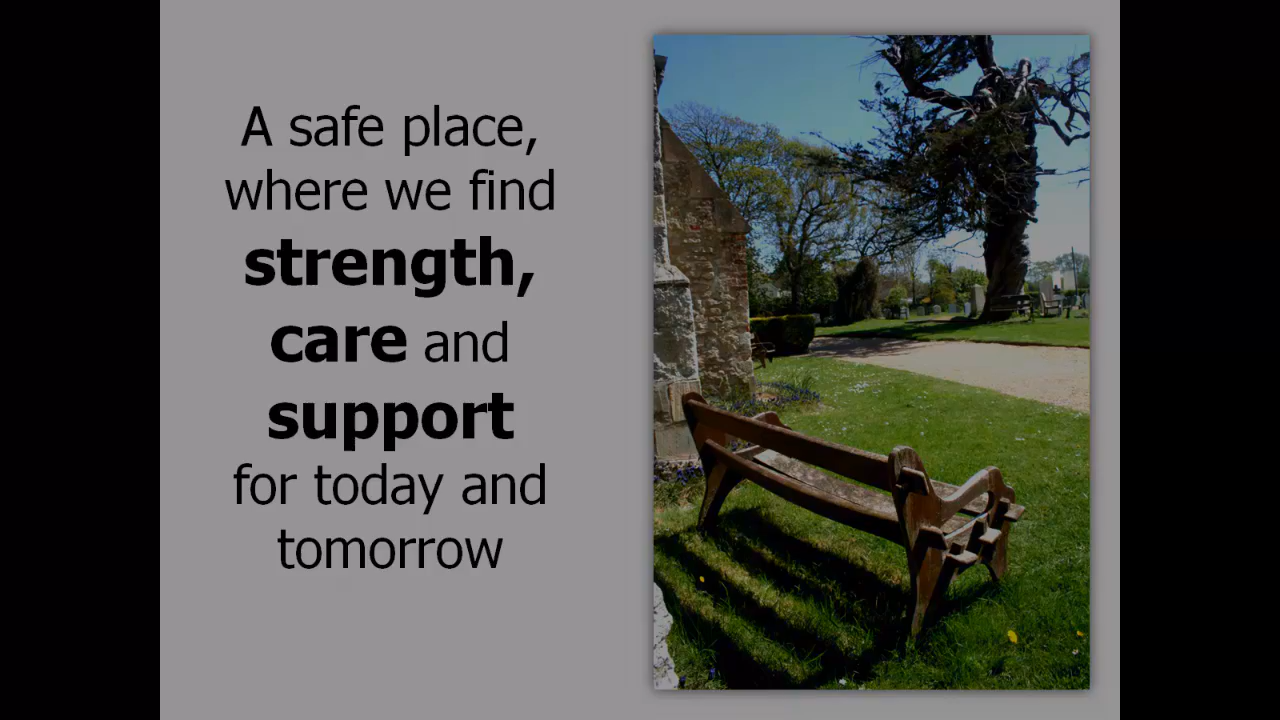 A safe place,
where we find
strength,
care and
support
for today and
tomorrow